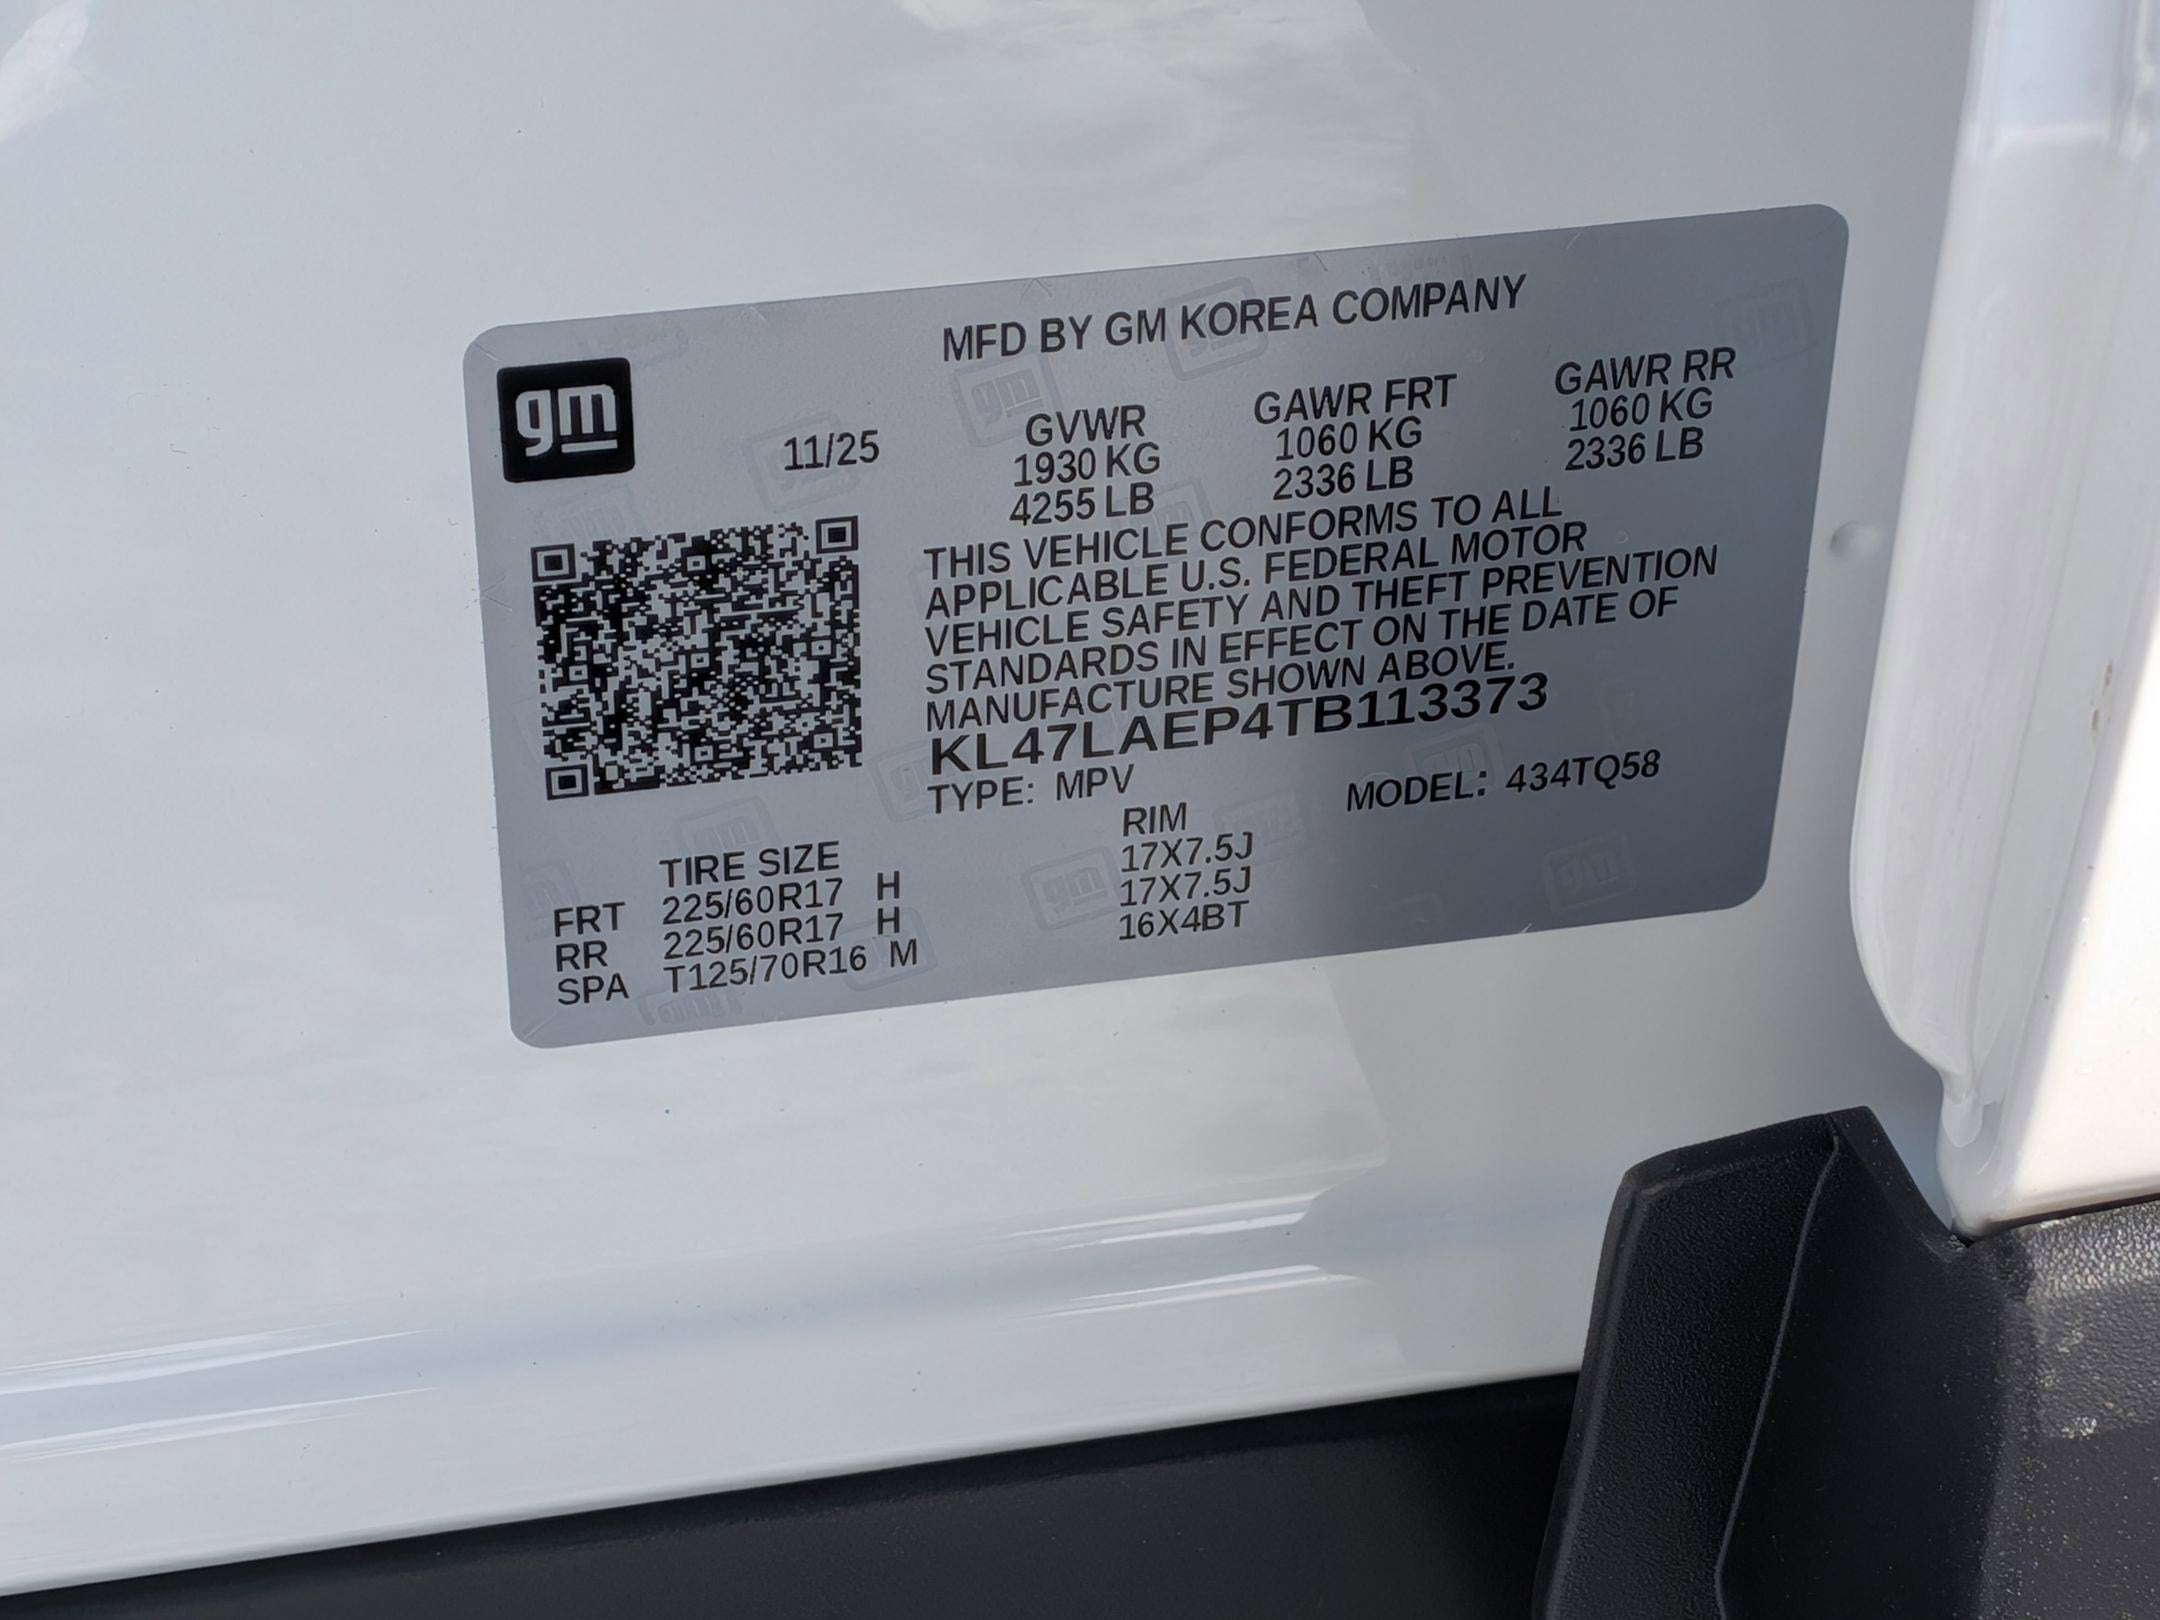 MFD BY GM KOREA COMPANY
gm
11/25
GVWR GAWR FRT GAWR RR
1930 KG 1060 KG 1060 KG
4255 LB 2336 LB 2336 LB
THIS VEHICLE CONFORMS TO ALL
APPLICABLE U.S. FEDERAL MOTOR
VEHICLE SAFETY AND THEFT PREVENTION
STANDARDS IN EFFECT ON THE DATE OF
MANUFACTURE SHOWN ABOVE.
KL47LAEP4TB113373
TYPE: MPV MODEL: 434TQ58
TIRE SIZE RIM
FRT 225/60R17 H 17X7.5J
RR 225/60R17 H 17X7.5J
SPA T125/70R16 M 16X4BT